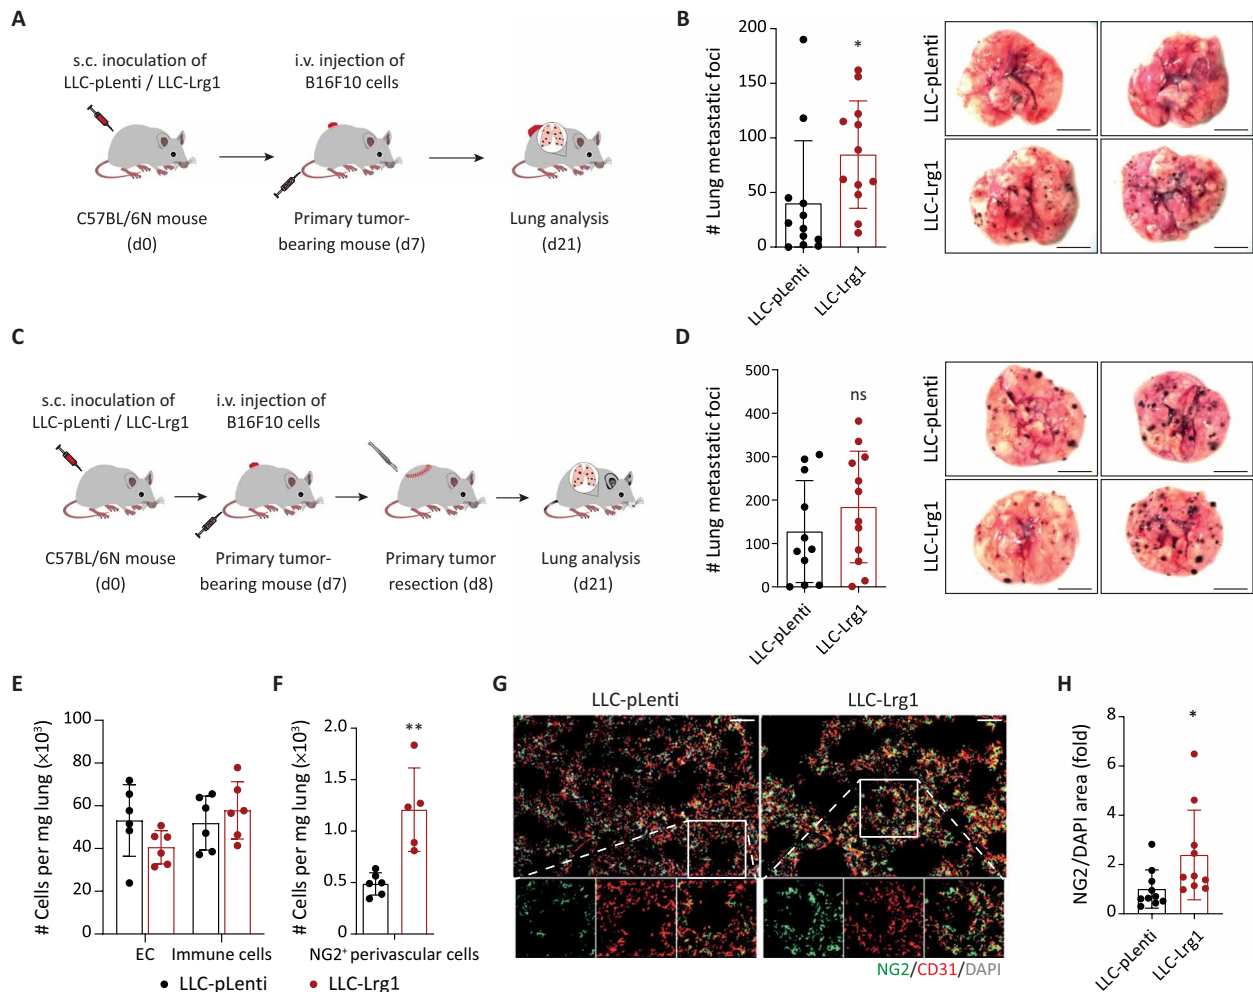 A
s.c. inoculation of
LLC-pLenti / LLC-Lrg1
i.v. injection of
B16F10 cells
C57BL/6N mouse
(d0)
Primary tumor-
bearing mouse (d7)
Lung analysis
(d21)
B
# Lung metastatic foci
200
150
100
50
0
*
LLC-pLenti
LLC-Lrg1
LLC-pLenti
LLC-Lrg1
C
s.c. inoculation of
LLC-pLenti / LLC-Lrg1
i.v. injection of
B16F10 cells
C57BL/6N mouse
(d0)
Primary tumor-
bearing mouse (d7)
Primary tumor
resection (d8)
Lung analysis
(d21)
D
# Lung metastatic foci
500
400
300
200
100
0
ns
LLC-pLenti
LLC-Lrg1
LLC-pLenti
LLC-Lrg1
E
# Cells per mg lung (×10³)
100
80
60
40
20
0
EC
Immune cells
F
# Cells per mg lung (×10³)
2.0
1.5
1.0
0.5
0
**
NG2⁺ perivascular cells
LLC-pLenti
LLC-Lrg1
G
LLC-pLenti
LLC-Lrg1
NG2/CD31/DAPI
H
NG2/DAPI area (fold)
8
6
4
2
0
*
LLC-pLenti
LLC-Lrg1